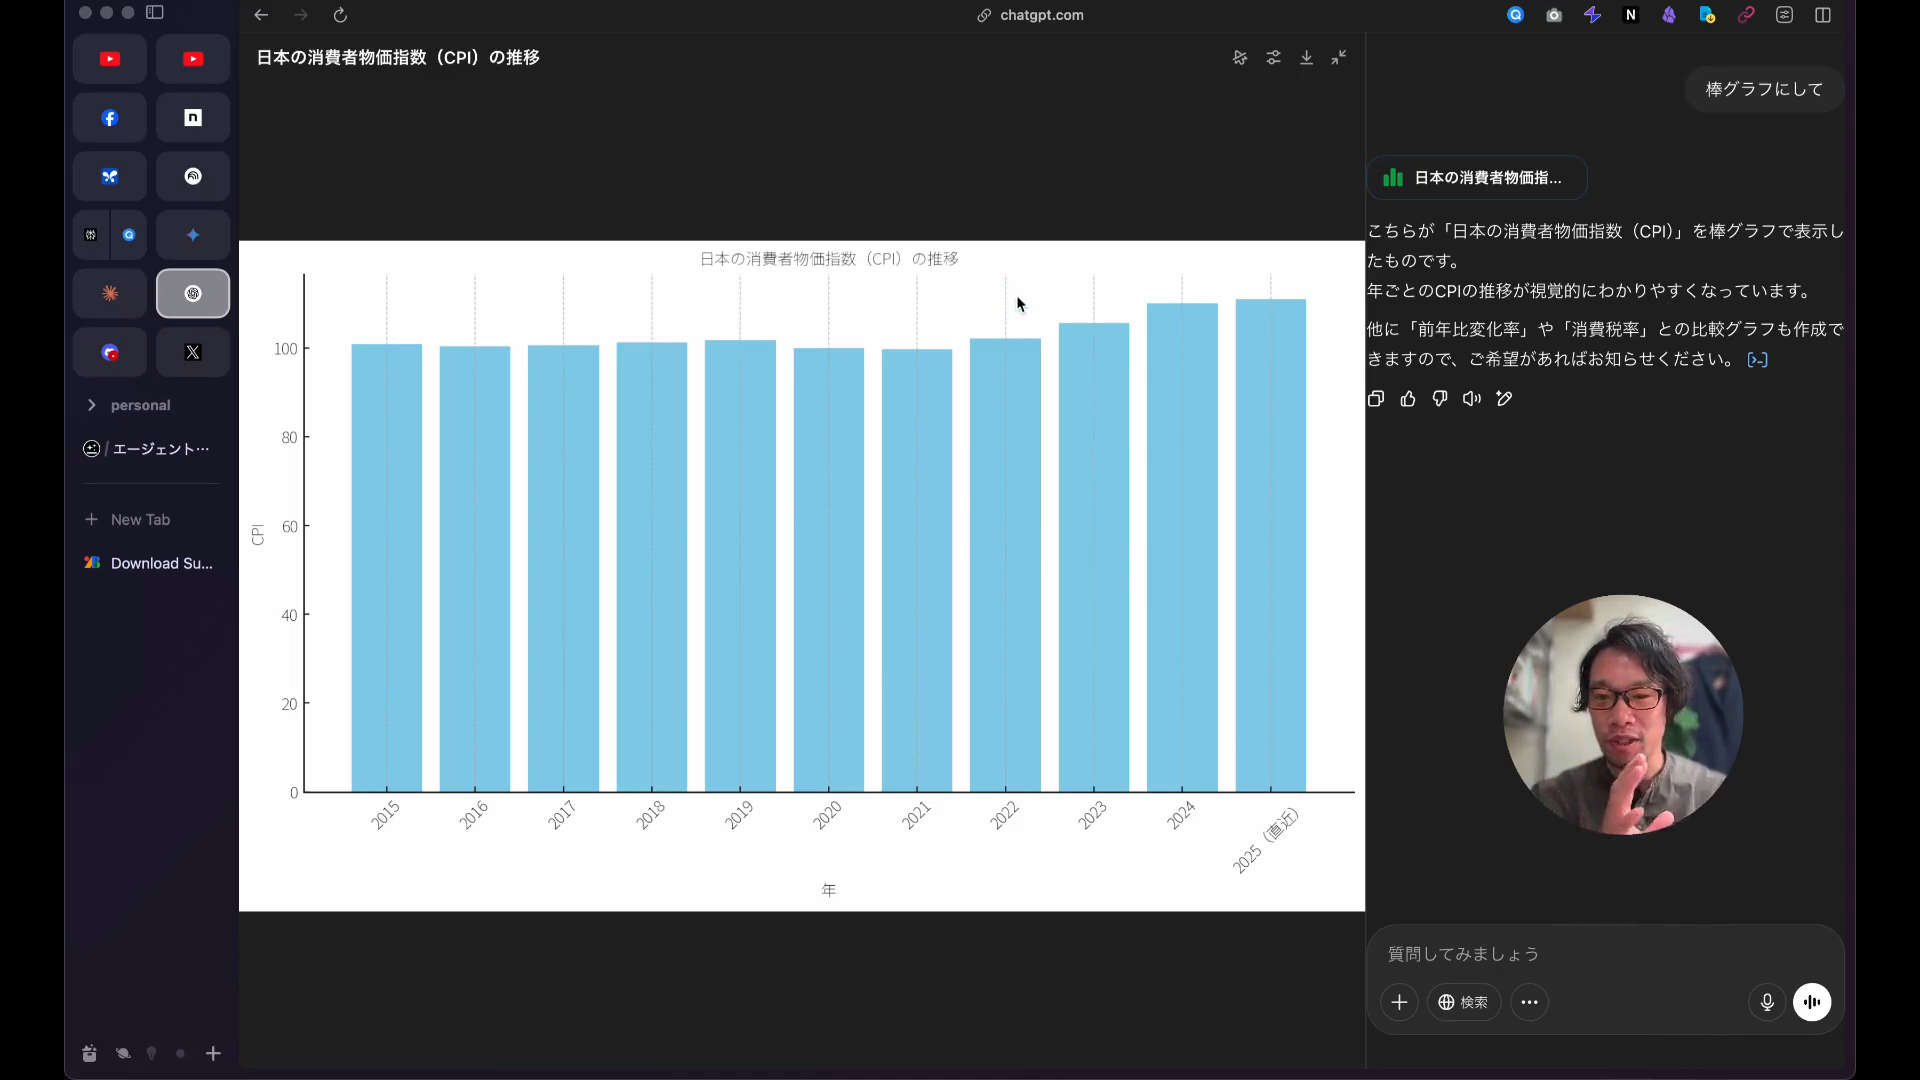 chatgpt.com
personal
エージェント…
New Tab
Download Su...
日本の消費者物価指数（CPI）の推移
日本の消費者物価指数（CPI）の推移
CPI
100
80
60
40
20
0
2015
2016
2017
2018
2019
2020
2021
2022
2023
2024
2025（直近）
年
棒グラフにして
日本の消費者物価指...
こちらが「日本の消費者物価指数（CPI）」を棒グラフで表示し
たものです。
年ごとのCPIの推移が視覚的にわかりやすくなっています。
他に「前年比変化率」や「消費税率」との比較グラフも作成で
きますので、ご希望があればお知らせください。
質問してみましょう
検索